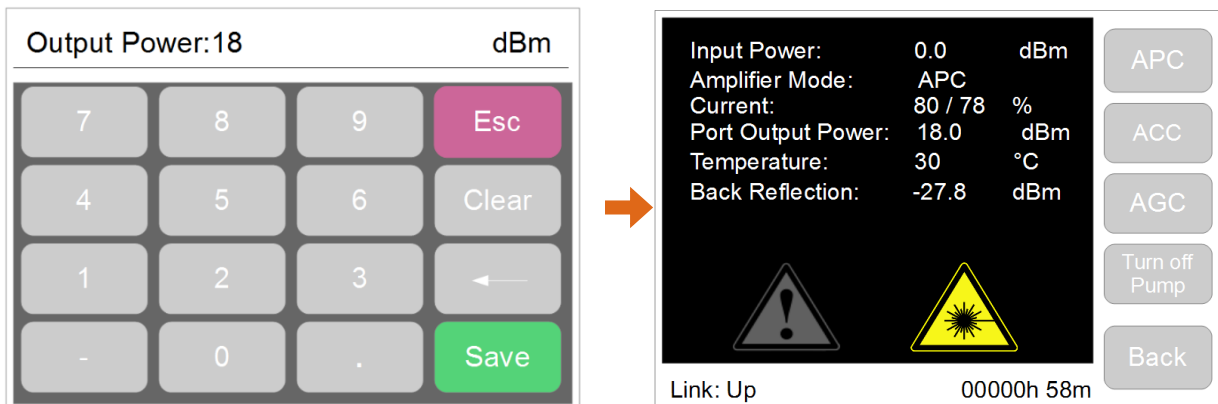 Output Power:18 dBm
7 8 9 Esc
4 5 6 Clear
1 2 3
- 0 . Save
Input Power: 0.0 dBm
Amplifier Mode: APC
Current: 80 / 78 %
Port Output Power: 18.0 dBm
Temperature: 30 °C
Back Reflection: -27.8 dBm
APC
ACC
AGC
Turn off
Pump
Back
Link: Up 00000h 58m